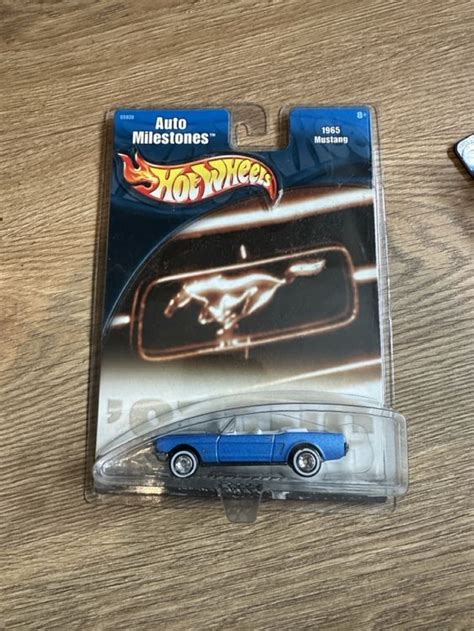 Auto
Milestones™
HOT WHEELS
8+
1965
Mustang